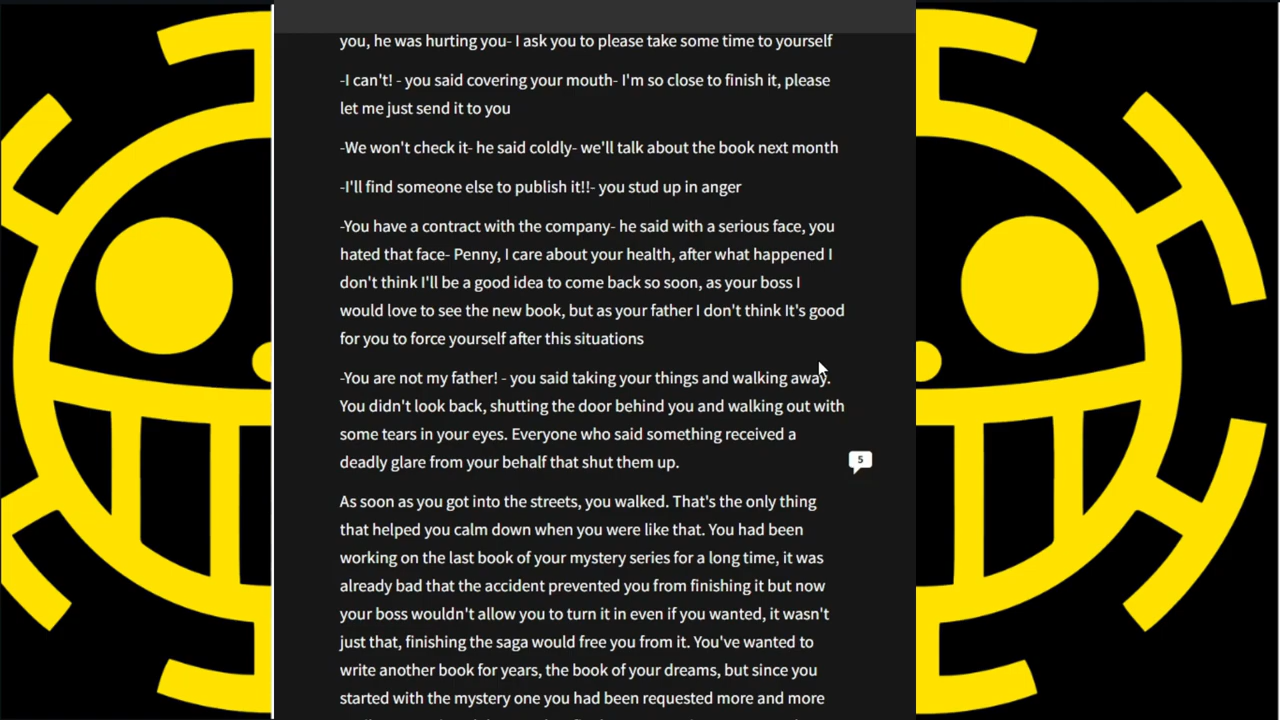 you, he was hurting you- I ask you to please take some time to yourself
-I can't! - you said covering your mouth- I'm so close to finish it, please
let me just send it to you
-We won't check it- he said coldly- we'll talk about the book next month
-I'll find someone else to publish it!!- you stud up in anger
-You have a contract with the company- he said with a serious face, you
hated that face- Penny, I care about your health, after what happened I
don't think I'll be a good idea to come back so soon, as your boss I
would love to see the new book, but as your father I don't think It's good
for you to force yourself after this situations
-You are not my father! - you said taking your things and walking away.
You didn't look back, shutting the door behind you and walking out with
some tears in your eyes. Everyone who said something received a
deadly glare from your behalf that shut them up.
5
As soon as you got into the streets, you walked. That's the only thing
that helped you calm down when you were like that. You had been
working on the last book of your mystery series for a long time, it was
already bad that the accident prevented you from finishing it but now
your boss wouldn't allow you to turn it in even if you wanted, it wasn't
just that, finishing the saga would free you from it. You've wanted to
write another book for years, the book of your dreams, but since you
started with the mystery one you had been requested more and more